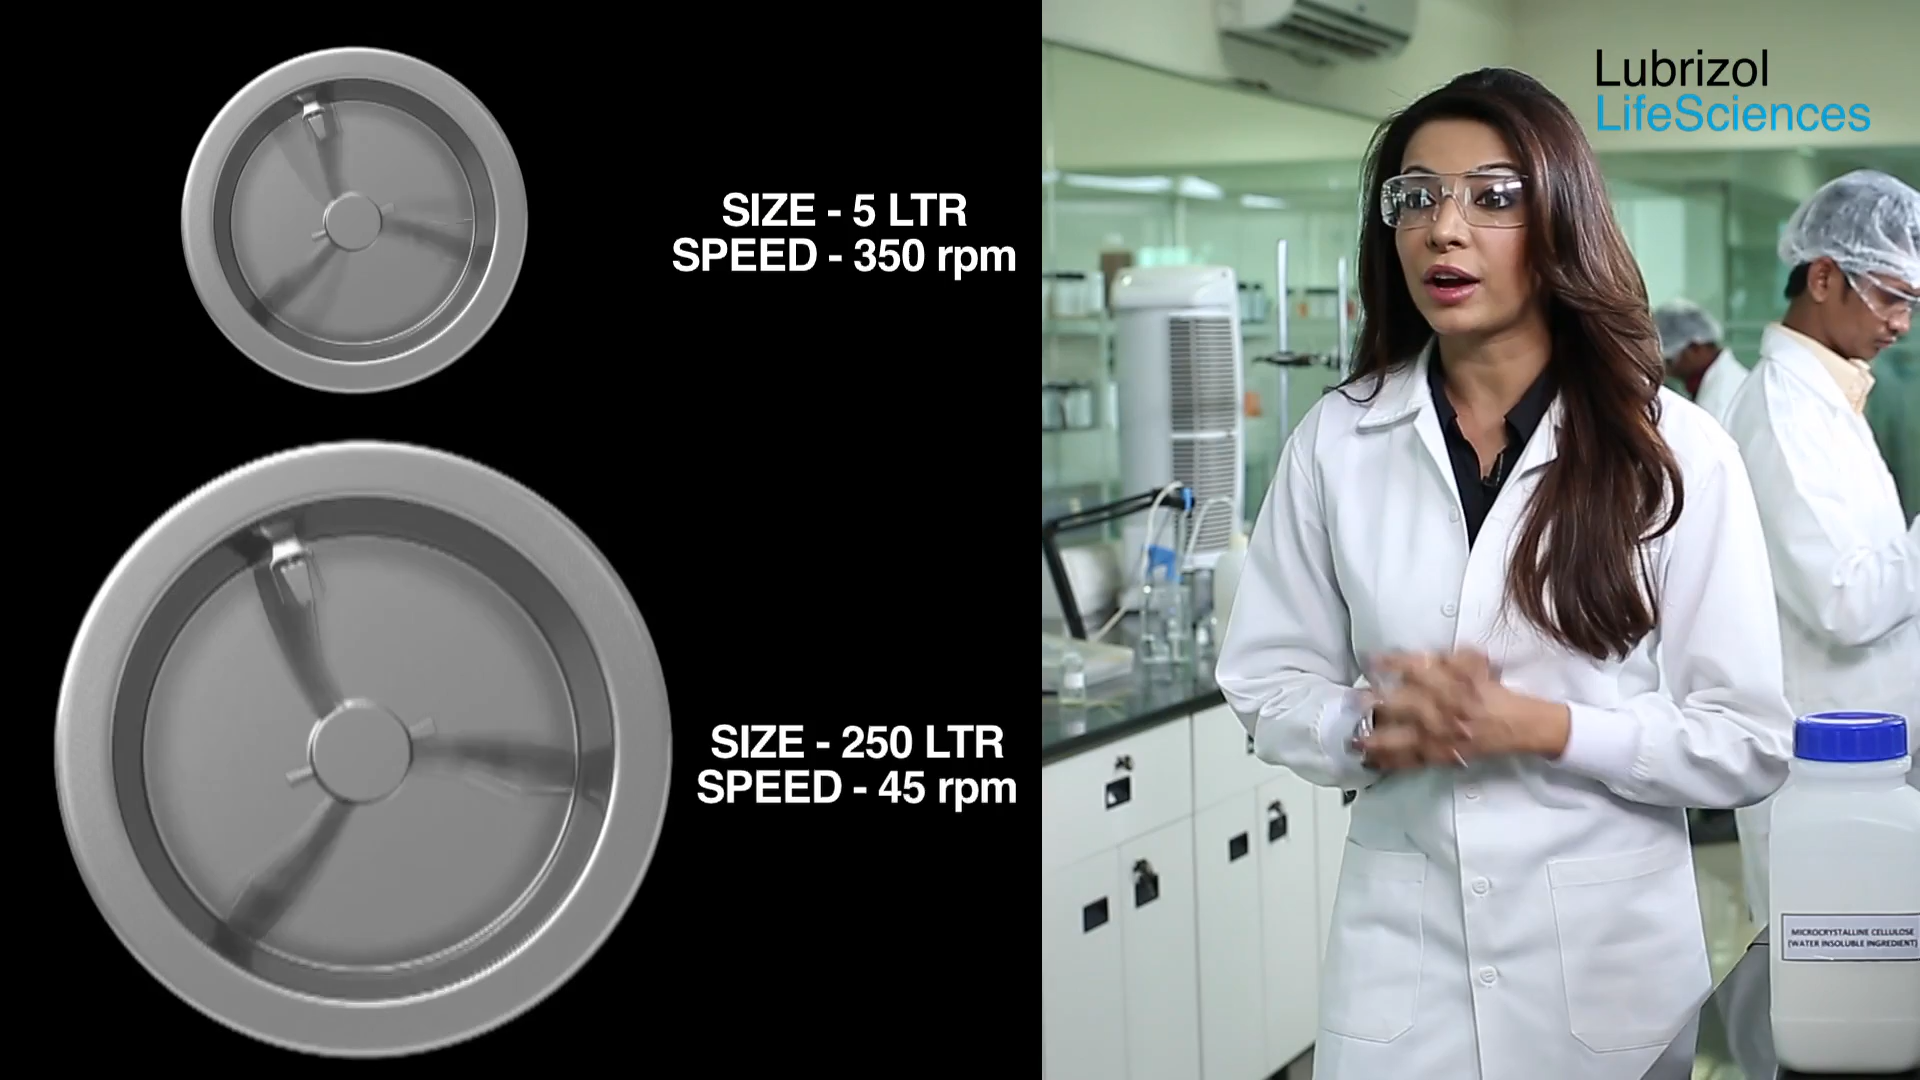 SIZE - 5 LTR
SPEED - 350 rpm
SIZE - 250 LTR
SPEED - 45 rpm
Lubrizol
LifeSciences
MICROCRYSTALLINE CELLULOSE
(WATER INSOLUBLE INGREDIENT)